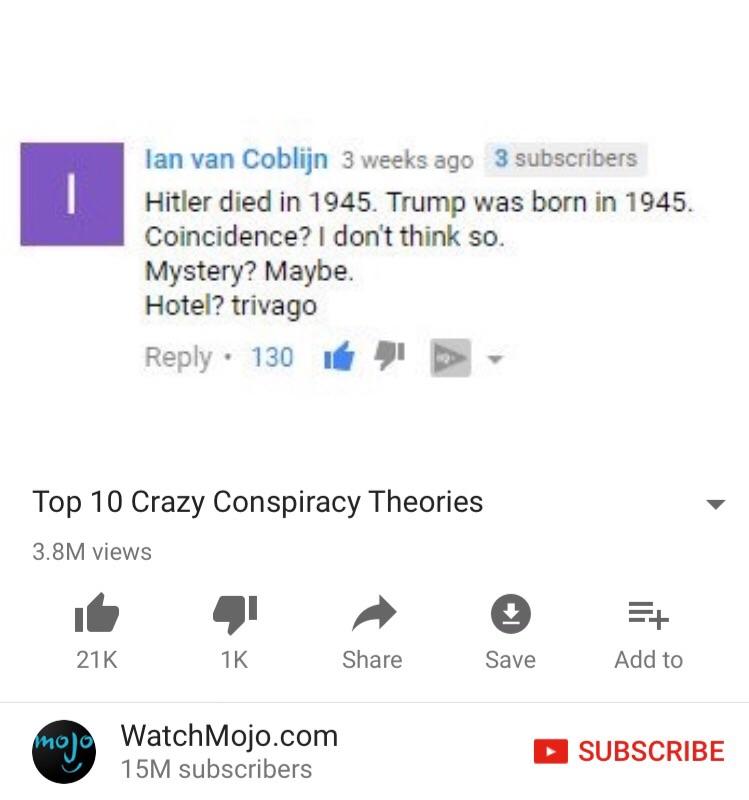 I
Ian van Coblijn 3 weeks ago 3 subscribers
Hitler died in 1945. Trump was born in 1945.
Coincidence? I don't think so.
Mystery? Maybe.
Hotel? trivago
Reply • 130
Top 10 Crazy Conspiracy Theories
3.8M views
21K 1K Share Save Add to
mojo
WatchMojo.com
15M subscribers
SUBSCRIBE